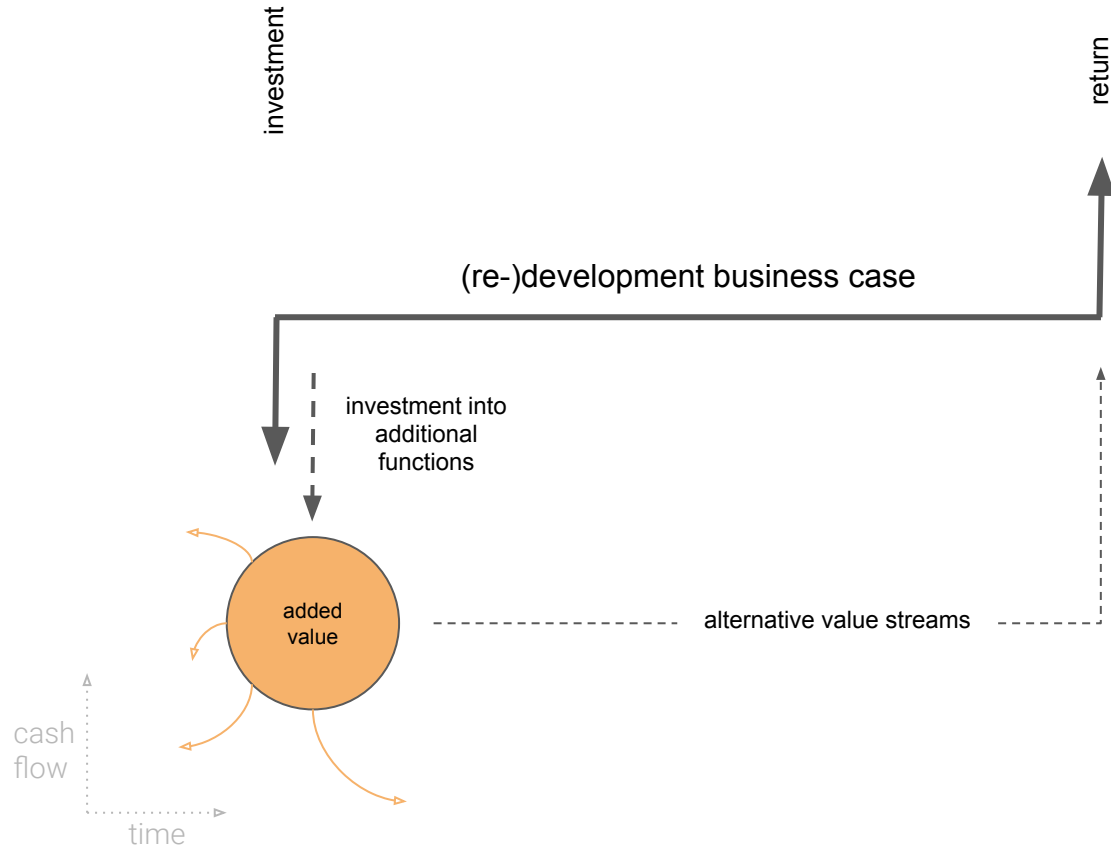 investment
return
(re-)development business case
investment into
additional
functions
added
value
alternative value streams
cash
flow
time